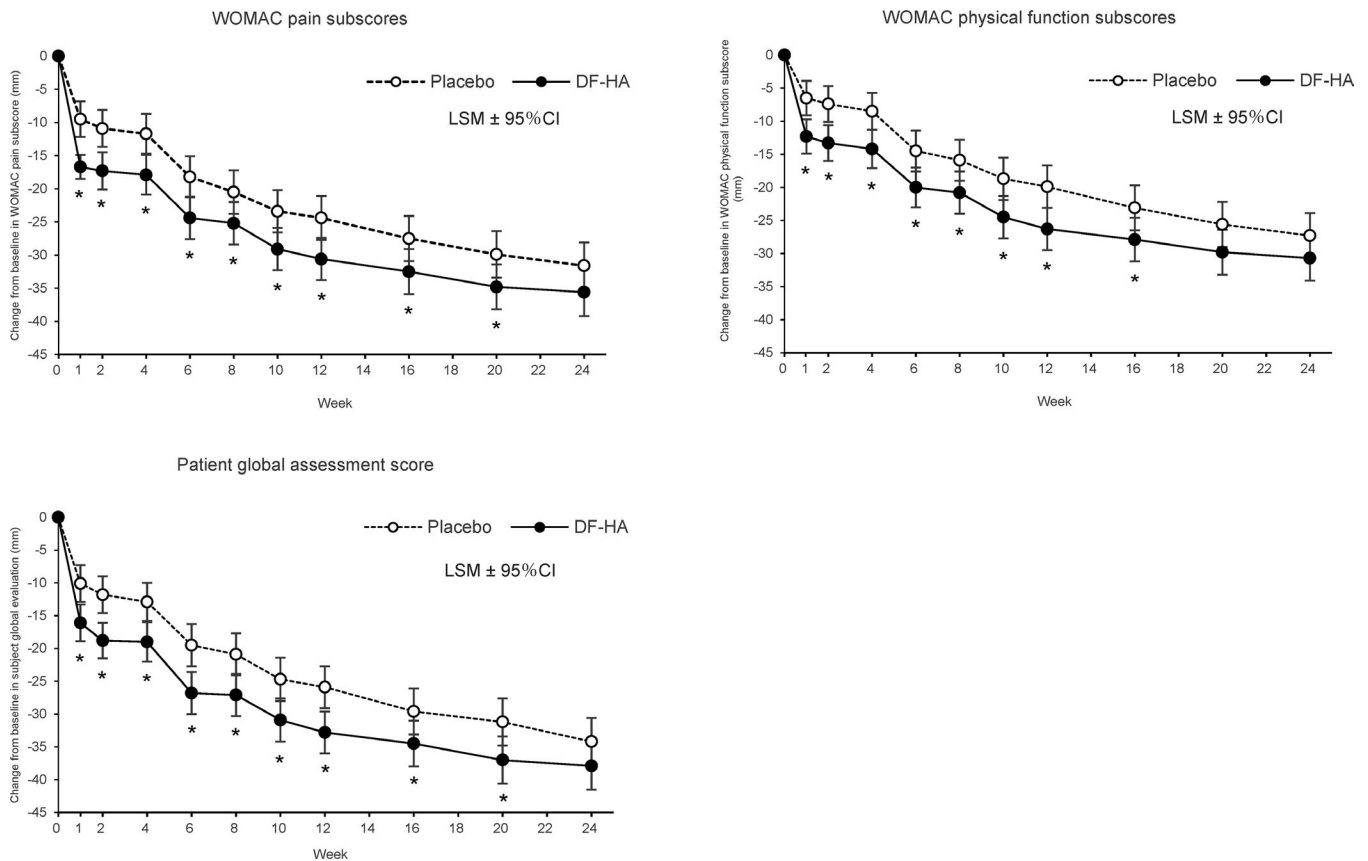 WOMAC pain subscores
Change from baseline in WOMAC pain subscore (mm)
0
-5
-10
-15
-20
-25
-30
-35
-40
-45
Placebo DF-HA
LSM ± 95%CI
* * * * * * * * *
0 1 2 4 6 8 10 12 14 16 18 20 22 24
Week
WOMAC physical function subscores
Change from baseline in WOMAC physical function subscore
(mm)
0
-5
-10
-15
-20
-25
-30
-35
-40
-45
Placebo DF-HA
LSM ± 95%CI
* * * * * * * *
0 1 2 4 6 8 10 12 14 16 18 20 22 24
Week
Patient global assessment score
Change from baseline in subject global evaluation (mm)
0
-5
-10
-15
-20
-25
-30
-35
-40
-45
Placebo DF-HA
LSM ± 95%CI
* * * * * * * * *
0 1 2 4 6 8 10 12 14 16 18 20 22 24
Week